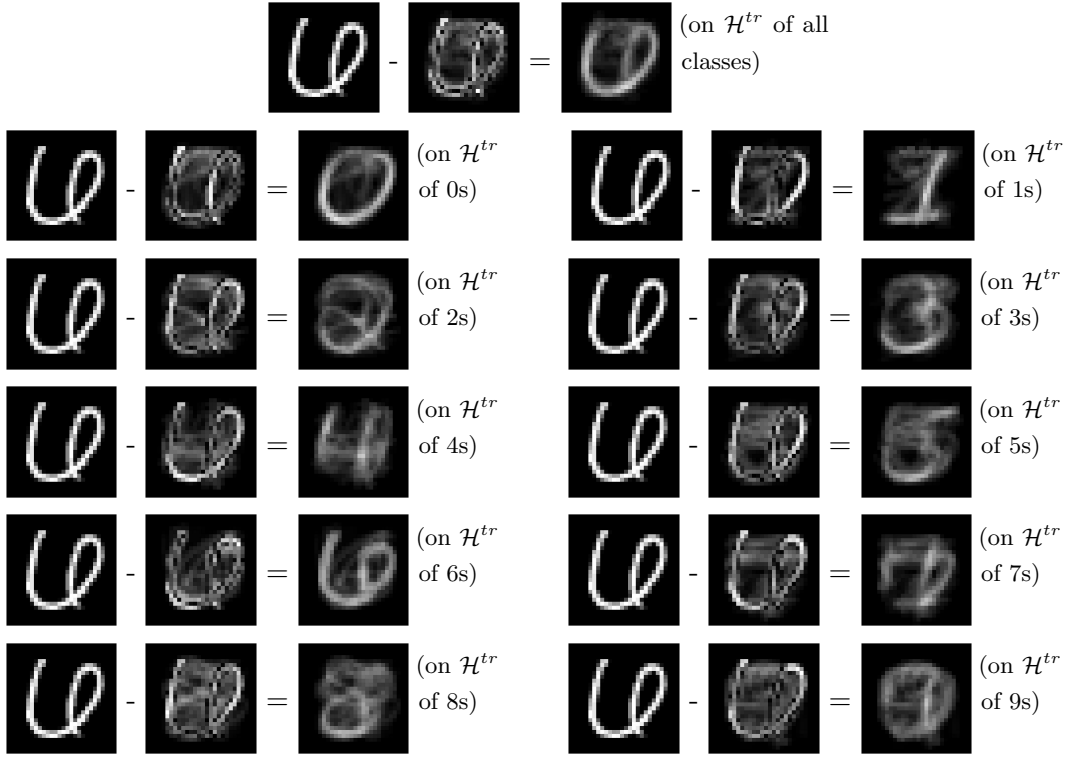 - = (on 𝓗^{tr} of all
classes)
- = (on 𝓗^{tr}
of 0s)
- = (on 𝓗^{tr}
of 1s)
- = (on 𝓗^{tr}
of 2s)
- = (on 𝓗^{tr}
of 3s)
- = (on 𝓗^{tr}
of 4s)
- = (on 𝓗^{tr}
of 5s)
- = (on 𝓗^{tr}
of 6s)
- = (on 𝓗^{tr}
of 7s)
- = (on 𝓗^{tr}
of 8s)
- = (on 𝓗^{tr}
of 9s)